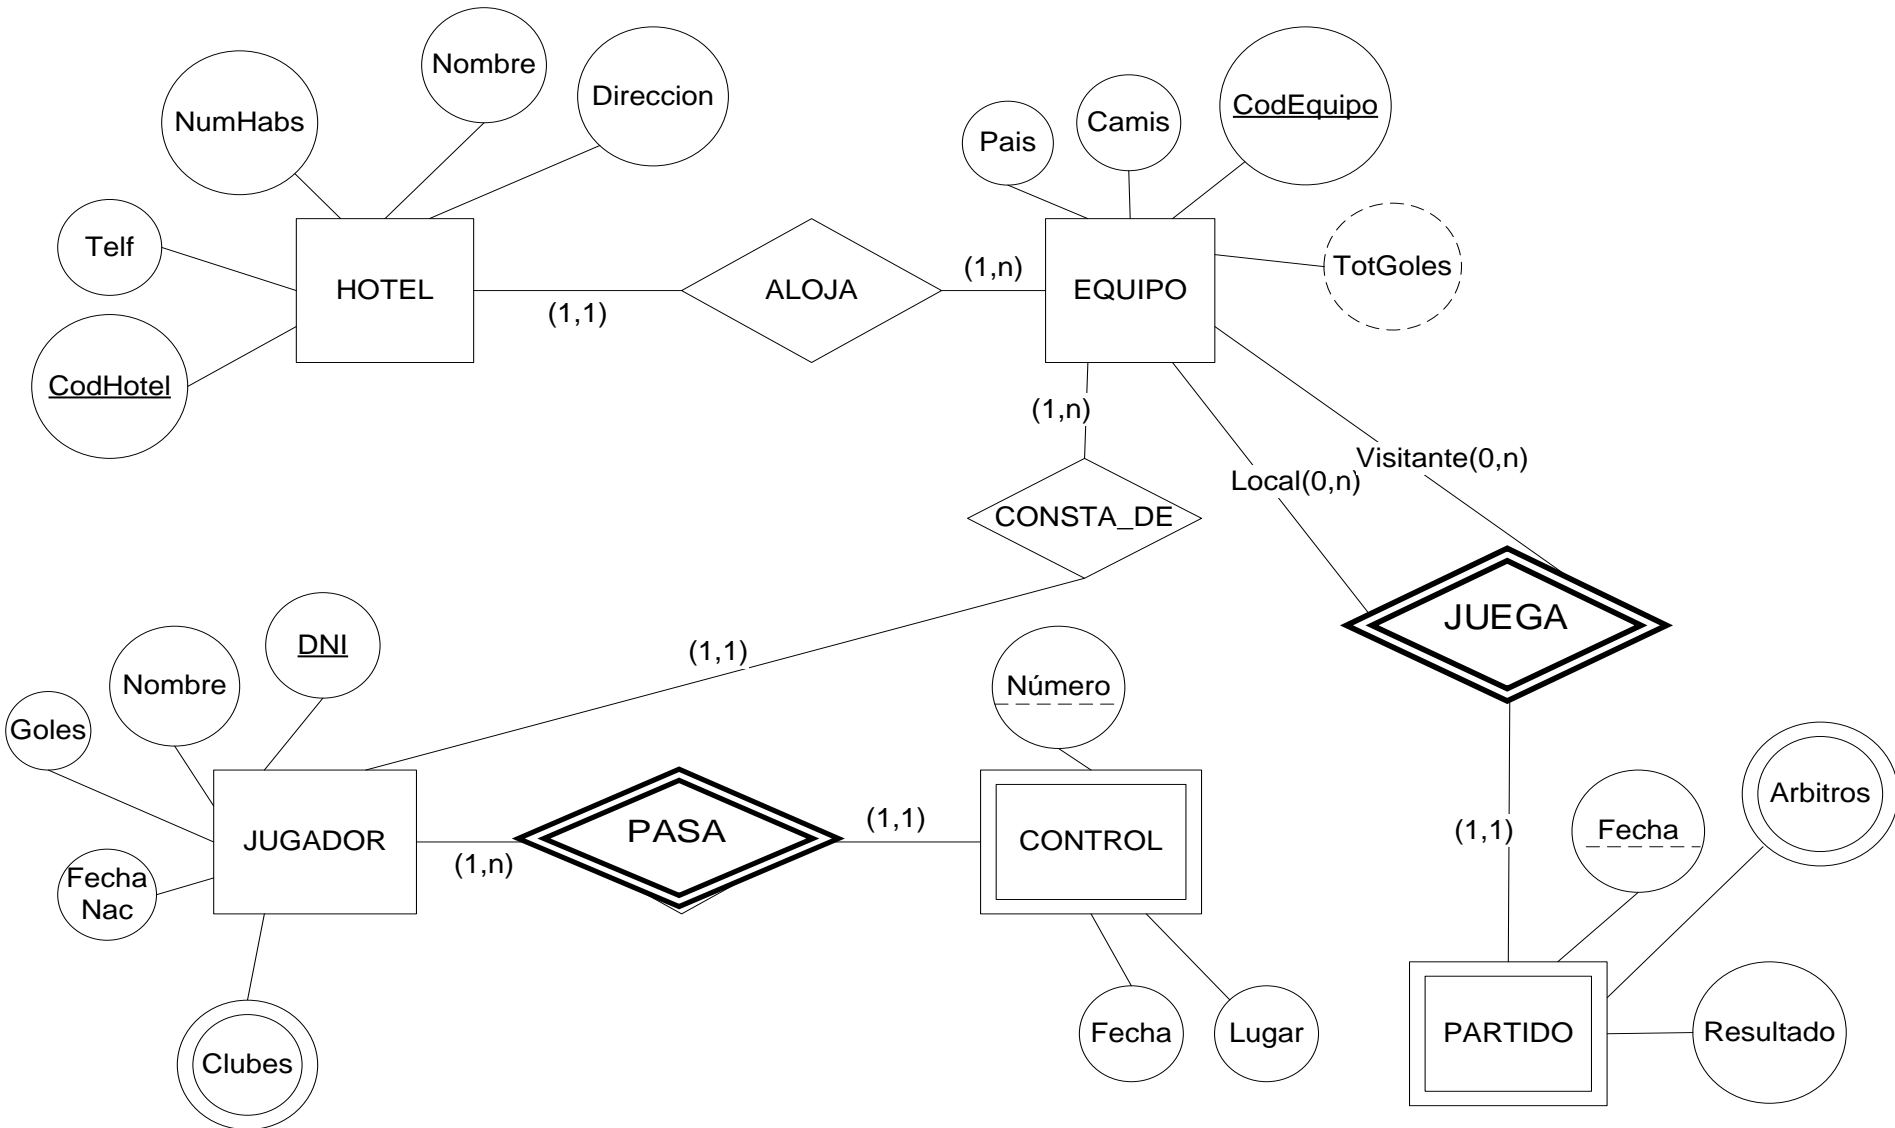 Nombre
Direccion
NumHabs
Camis
CodEquipo
Pais
Telf
TotGoles
HOTEL
ALOJA
(1,n)
EQUIPO
(1,1)
CodHotel
(1,n)
Visitante(0,n)
Local(0,n)
CONSTA_DE
JUEGA
DNI
(1,1)
Nombre
Número
Goles
Arbitros
PASA
(1,1)
(1,1)
Fecha
JUGADOR
CONTROL
(1,n)
Fecha
Nac
Fecha
Lugar
PARTIDO
Resultado
Clubes